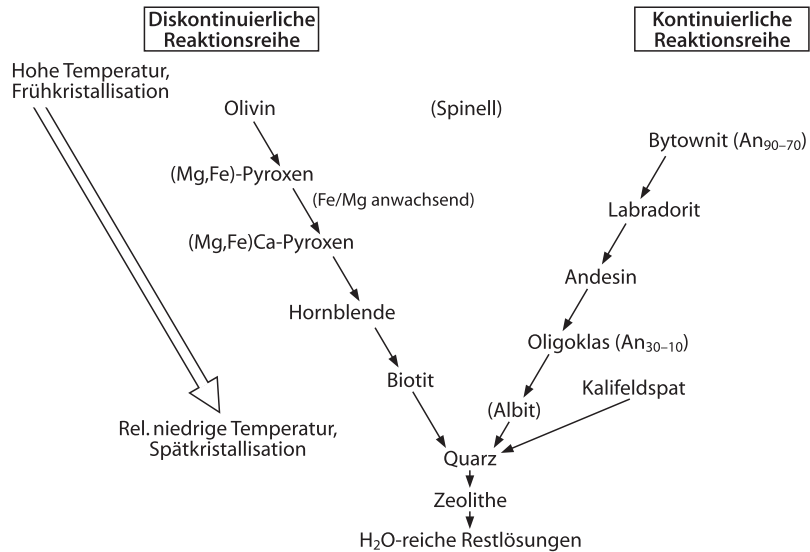 Diskontinuierliche
Reaktionsreihe
Kontinuierliche
Reaktionsreihe
Hohe Temperatur,
Frühkristallisation
Olivin
(Spinell)
Bytownit (An₉₀₋₇₀)
(Mg,Fe)-Pyroxen
(Fe/Mg anwachsend)
Labradorit
(Mg,Fe)Ca-Pyroxen
Andesin
Hornblende
Oligoklas (An₃₀₋₁₀)
Biotit
Kalifeldspat
(Albit)
Rel. niedrige Temperatur,
Spätkristallisation
Quarz
Zeolithe
H₂O-reiche Restlösungen